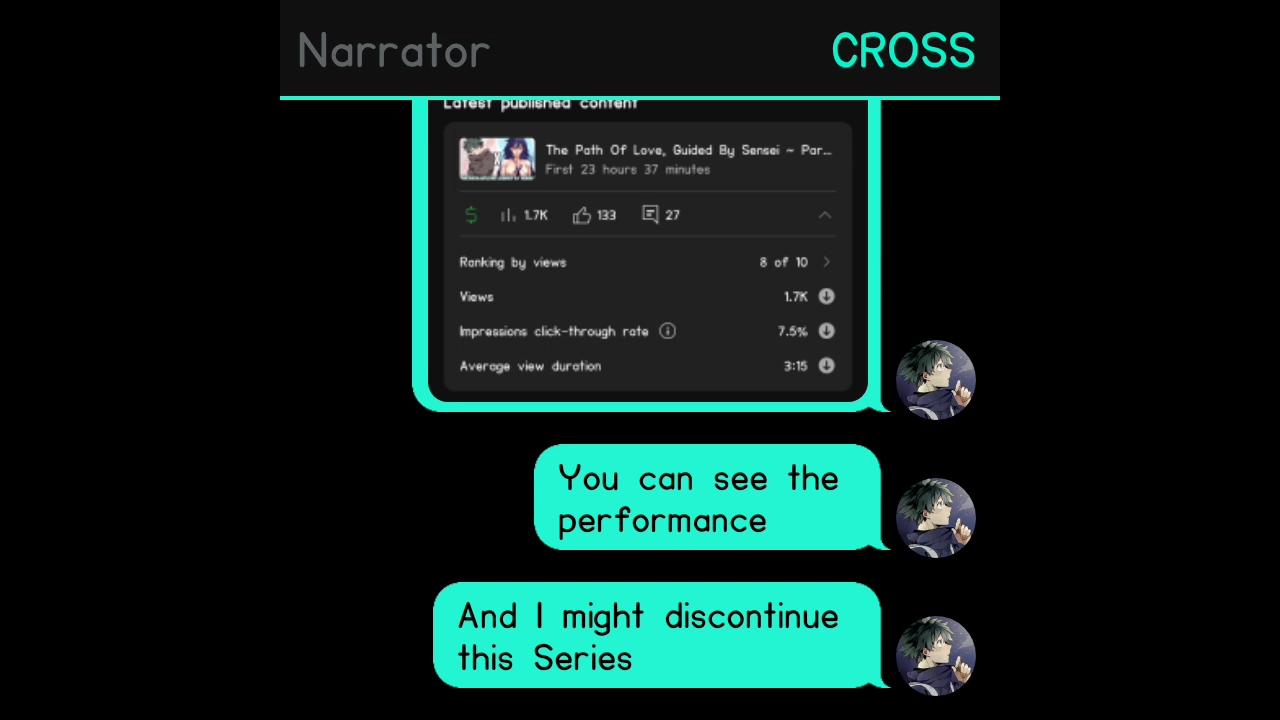 Narrator
CROSS
Latest published content
The Path Of Love, Guided By Sensei ~ Par...
First 23 hours 37 minutes
$ 1.7K 133 27
Ranking by views 8 of 10
Views 1.7K
Impressions click-through rate 7.5%
Average view duration 3:15
You can see the
performance
And I might discontinue
this Series